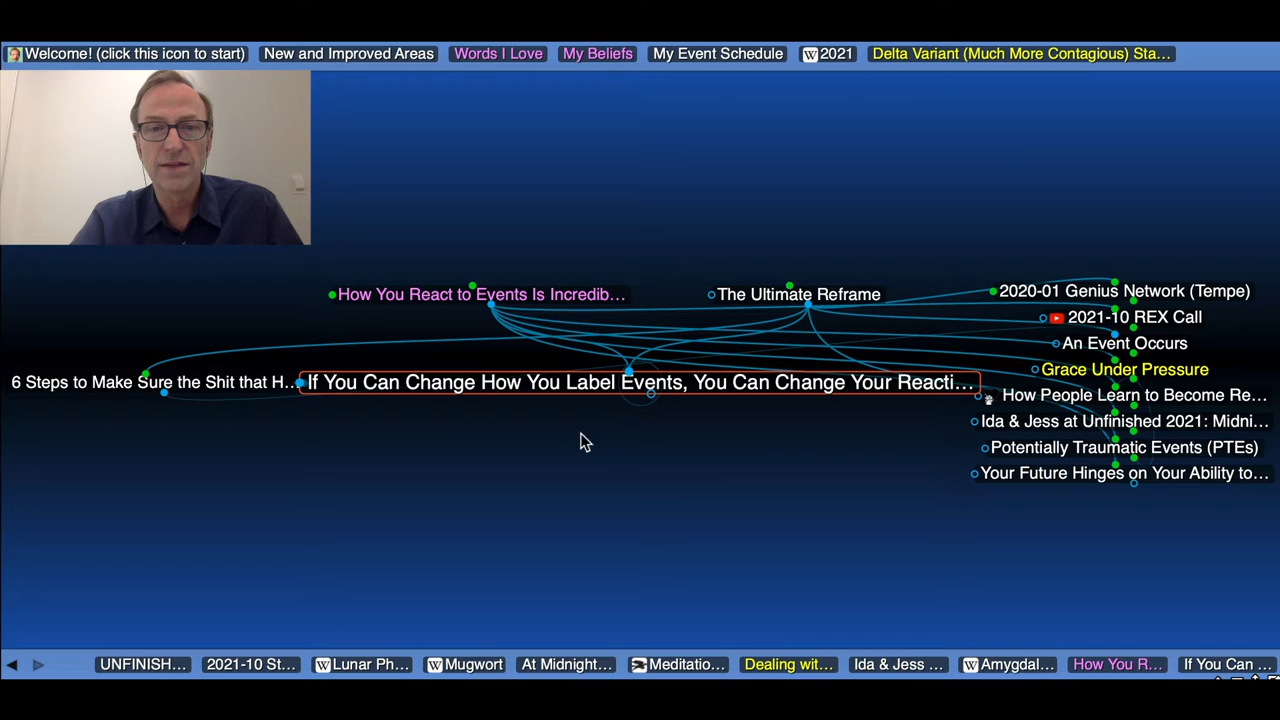 Welcome! (click this icon to start) New and Improved Areas Words I Love My Beliefs My Event Schedule 2021 Delta Variant (Much More Contagious) Sta...
How You React to Events Is Incredib... The Ultimate Reframe
6 Steps to Make Sure the Shit that H... If You Can Change How You Label Events, You Can Change Your Reacti...
2020-01 Genius Network (Tempe)
2021-10 REX Call
An Event Occurs
Grace Under Pressure
How People Learn to Become Re...
Ida & Jess at Unfinished 2021: Midni...
Potentially Traumatic Events (PTEs)
Your Future Hinges on Your Ability to...
UNFINISH... 2021-10 St... W Lunar Ph... W Mugwort At Midnight... Meditatio... Dealing wit... Ida & Jess ... W Amygdal... How You R... If You Can ...